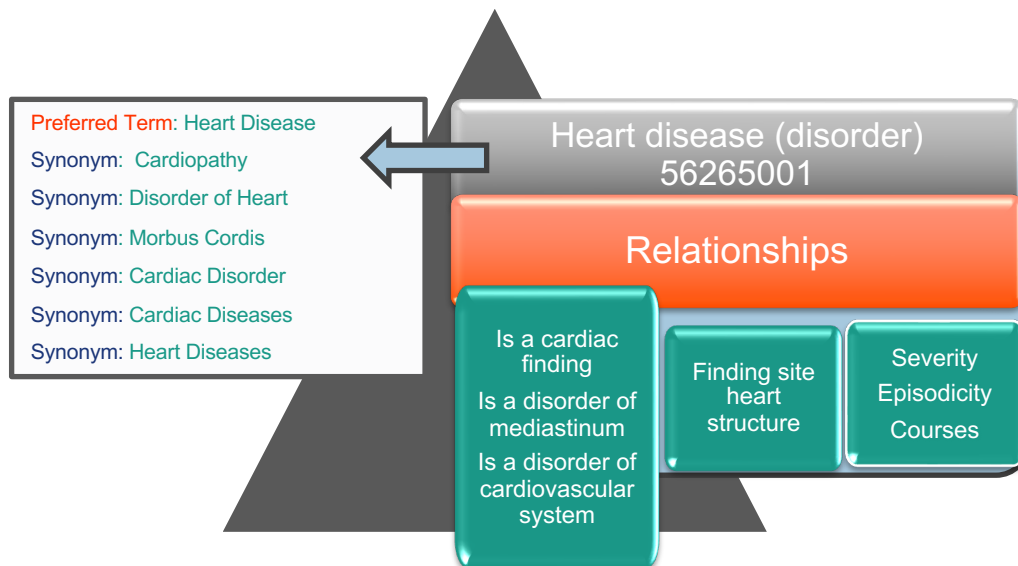 Preferred Term: Heart Disease
Synonym: Cardiopathy
Synonym: Disorder of Heart
Synonym: Morbus Cordis
Synonym: Cardiac Disorder
Synonym: Cardiac Diseases
Synonym: Heart Diseases
Heart disease (disorder)
56265001
Relationships
Is a cardiac
finding
Is a disorder of
mediastinum
Is a disorder of
cardiovascular
system
Finding site
heart
structure
Severity
Episodicity
Courses